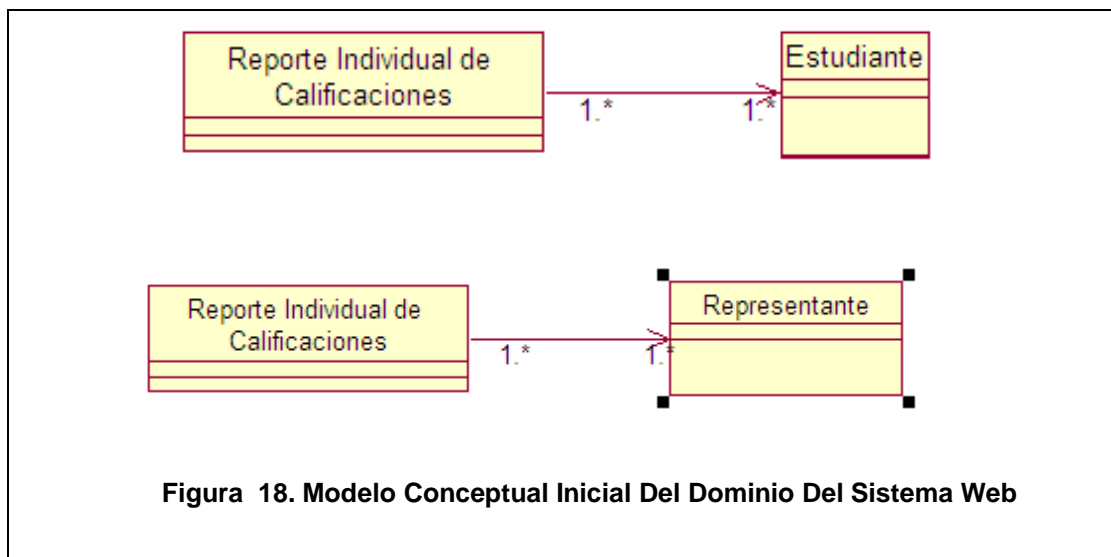 Reporte Individual de
Calificaciones
Estudiante
1.*
1.*
Reporte Individual de
Calificaciones
Representante
1.*
1.*
Figura 18. Modelo Conceptual Inicial Del Dominio Del Sistema Web